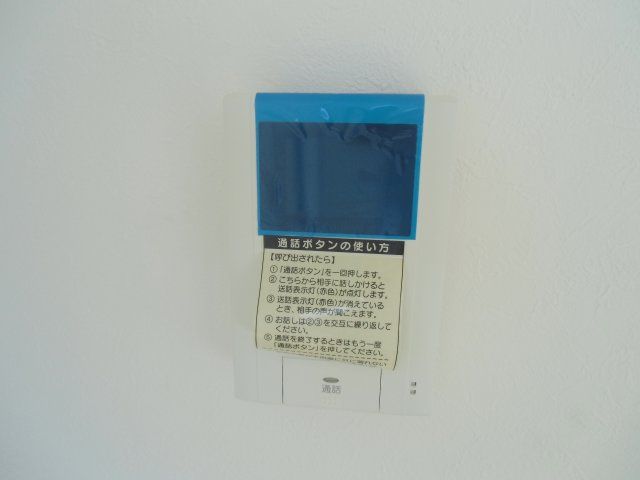 通話ボタンの使い方
【呼び出されたら】
①「通話ボタン」を一回押します。
②こちらから相手に話しかけると
送話表示灯(赤色)が点灯します。
③送話表示灯(赤色)が消えている
とき、相手の声が聞こえます。
④お話しは②③を交互に繰り返して
ください。
⑤通話を終了するときはもう一度
「通話ボタン」を押してください。
通話